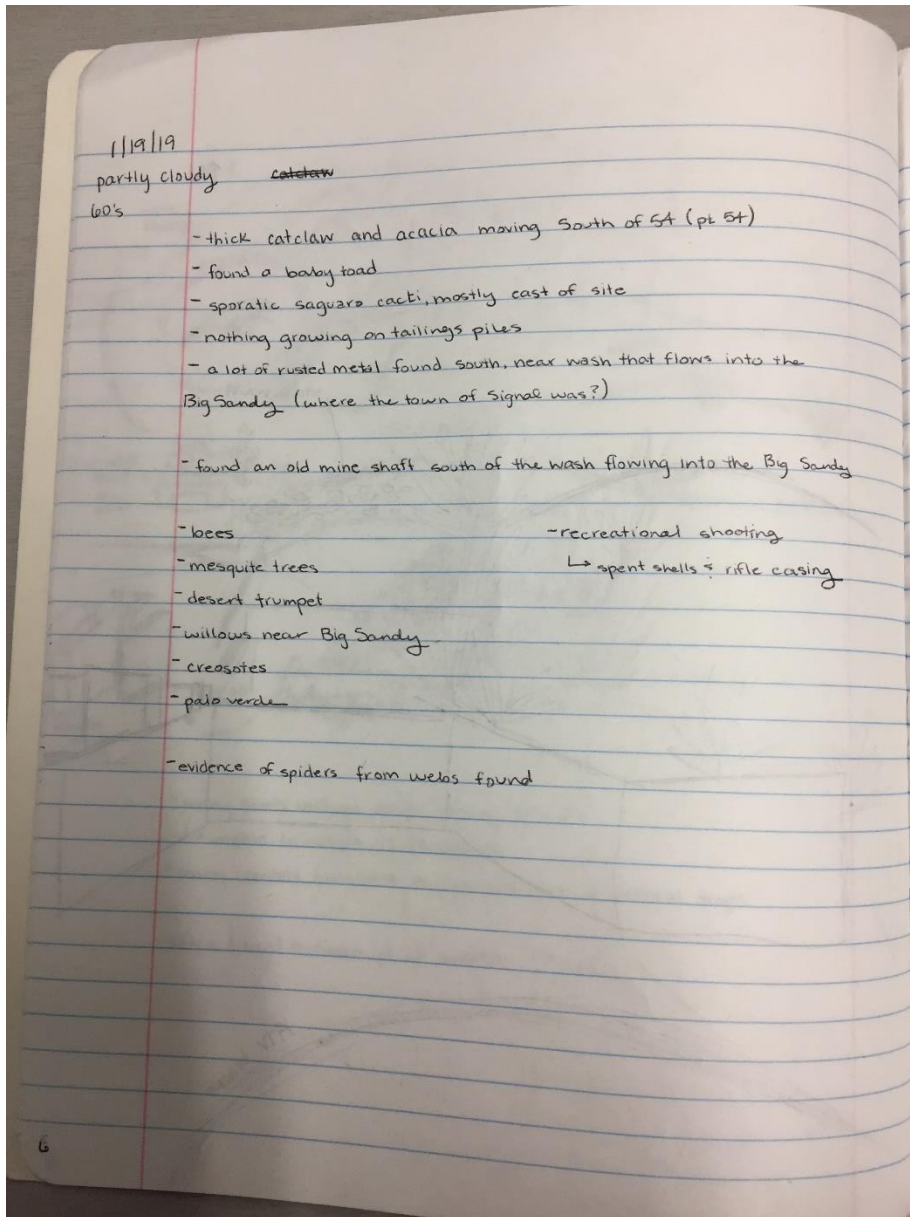 1/19/19
partly cloudy catclaw
60's
- thick catclaw and acacia moving South of 54 (pt 54)
- found a baby toad
- sporatic saguaro cacti, mostly east of site
- nothing growing on tailings piles
- a lot of rusted metal found south, near wash that flows into the
Big Sandy (where the town of Signal was?)
- found an old mine shaft south of the wash flowing into the Big Sandy
- bees
- mesquite trees
- desert trumpet
- willows near Big Sandy
- creosotes
- palo verde
- recreational shooting
↳ spent shells & rifle casing
- evidence of spiders from webs found
6